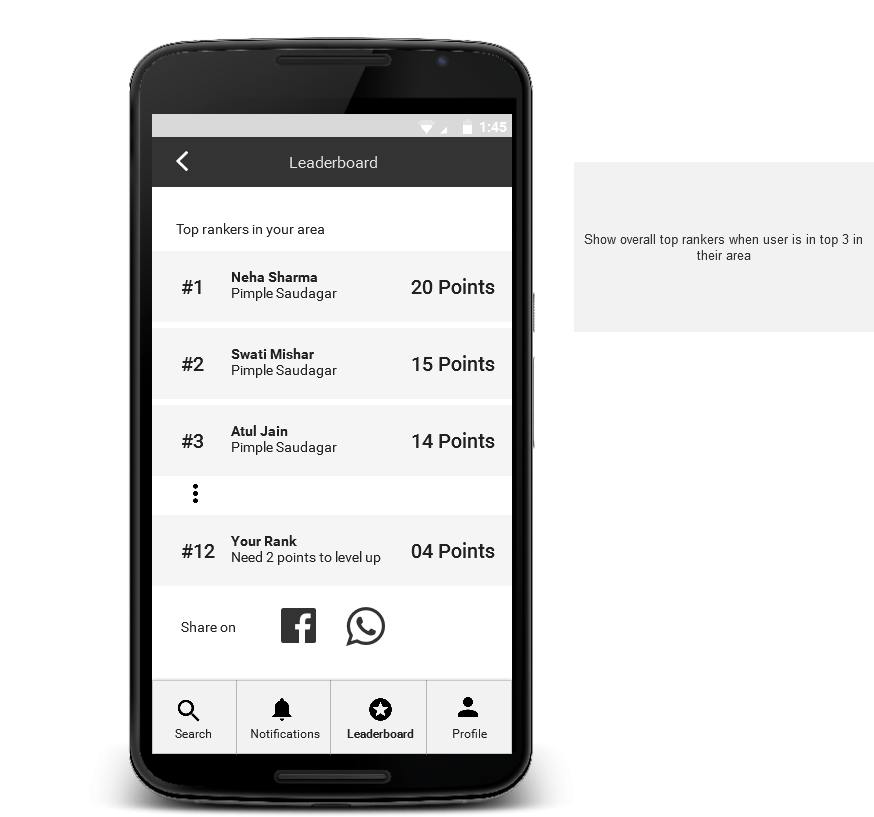 1:45
Leaderboard
Top rankers in your area
#1
Neha Sharma
Pimple Saudagar
20 Points
#2
Swati Mishar
Pimple Saudagar
15 Points
#3
Atul Jain
Pimple Saudagar
14 Points
#12
Your Rank
Need 2 points to level up
04 Points
Share on
Search
Notifications
Leaderboard
Profile
Show overall top rankers when user is in top 3 in
their area